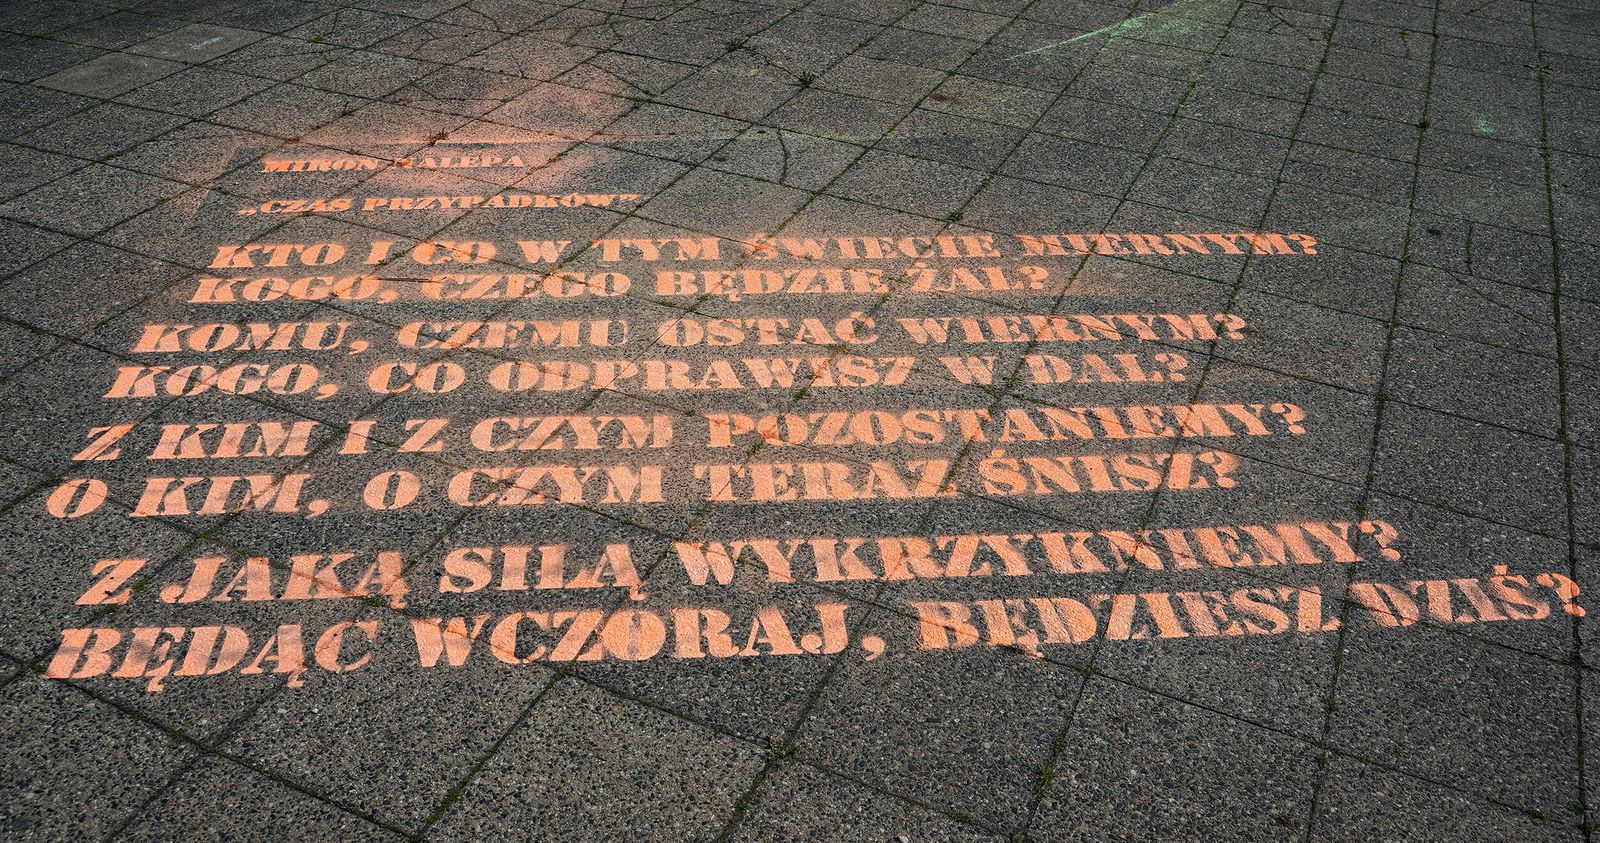 MIRON NALEPA
„CZAS PRZYPADKÓW”
KTO I CO W TYM ŚWIECIE MIERNYM?
KOGO, CZEGO BĘDZIE ŻAL?
KOMU, CZEMU OSTAĆ WIERNYM?
KOGO, CO ODPRAWISZ W DAL?
Z KIM I Z CZYM POZOSTANIEMY?
O KIM, O CZYM TERAZ ŚNISZ?
Z JAKĄ SIŁĄ WYKRZYKNIEMY?
BĘDĄC WCZORAJ, BĘDZIESZ DZIŚ?